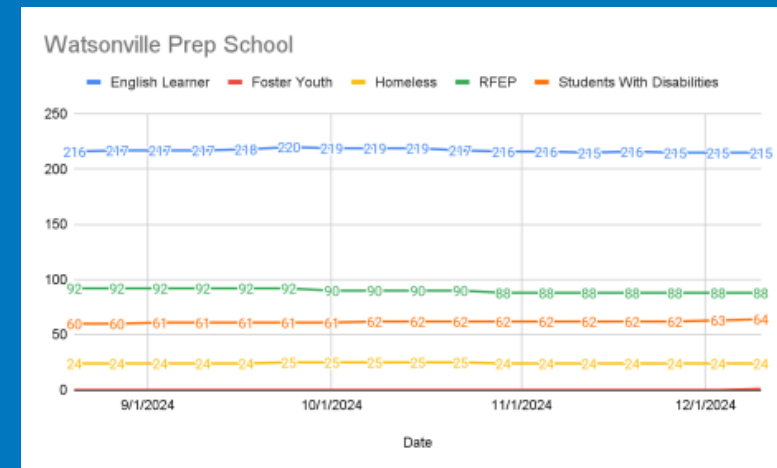 Watsonville Prep School
English Learner Foster Youth Homeless RFEP Students With Disabilities
250
200
150
100
50
0
216 217 217 217 218 220 219 219 219 217 216 216 215 216 215 215 215
92 92 92 92 92 92 90 90 90 90 88 88 88 88 88 88 88
60 60 61 61 61 61 61 62 62 62 62 62 62 62 62 63 64
24 24 24 24 24 25 25 25 25 25 24 24 24 24 24 24 24
9/1/2024 10/1/2024 11/1/2024 12/1/2024
Date